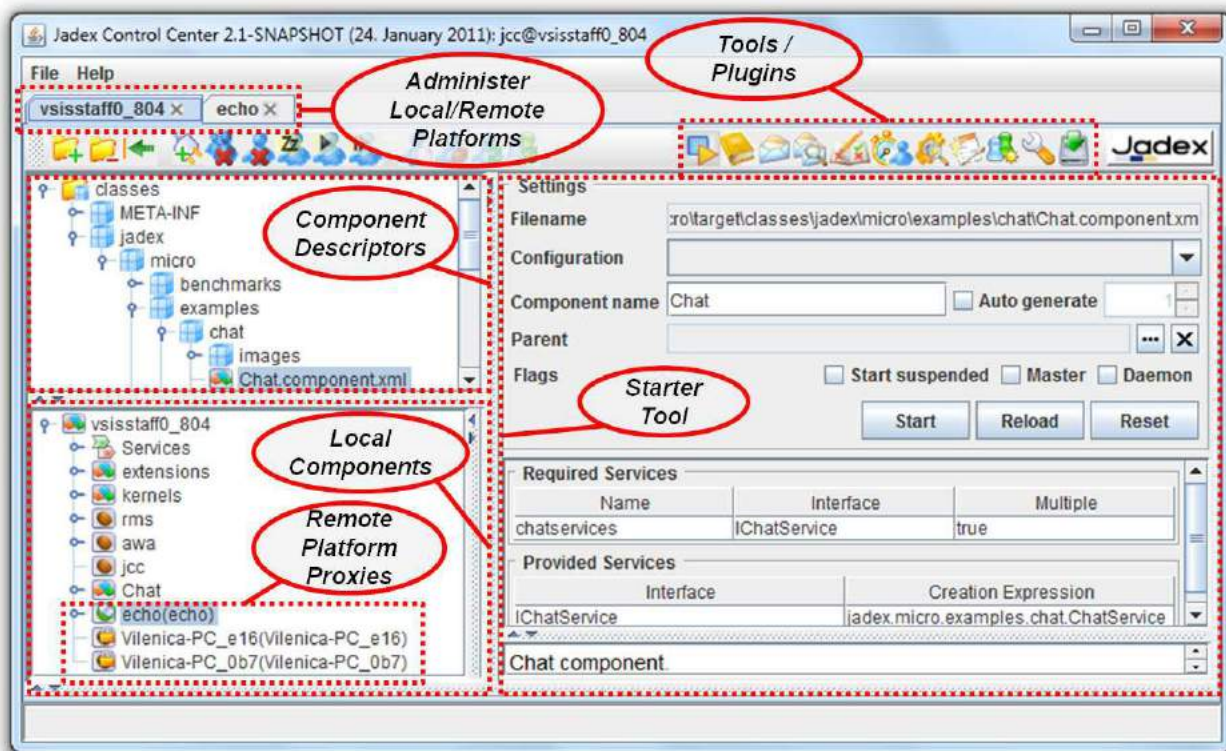 Jadex Control Center 2.1-SNAPSHOT (24. January 2011): jcc@vsisstaff0_804
File Help
Administer
Local/Remote
Platforms
Tools /
Plugins
vsisstaff0_804
echo
Jadex
classes
META-INF
jadex
micro
benchmarks
examples
chat
images
Chat.component.xml
Component
Descriptors
Settings
Filename :ro\target\classes\jadex\micro\examples\chat\Chat.component.xm
Configuration
Component name Chat Auto generate 1
Parent ...
Flags Start suspended Master Daemon
Start Reload Reset
Starter
Tool
vsisstaff0_804
Services
extensions
kernels
rms
awa
jcc
Chat
echo(echo)
Vilenica-PC_e16(Vilenica-PC_e16)
Vilenica-PC_0b7(Vilenica-PC_0b7)
Local
Components
Remote
Platform
Proxies
Required Services
Name Interface Multiple
chatservices IChatService true
Provided Services
Interface Creation Expression
IChatService jadex.micro.examples.chat.ChatService
Chat component.